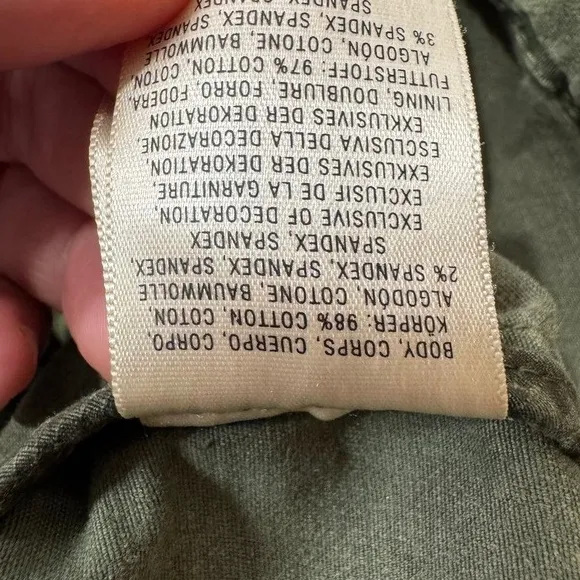 BODY, CORPS, CUERPO, CORPO,
KÖRPER: 98% COTTON, COTTON,
ALGODÓN, COTONE, BAUMWOLLE
2% SPANDEX, SPANDEX, SPANDEX,
SPANDEX, SPANDEX
EXCLUSIVE OF DECORATION
EXCLUSIF DE LA GARNITURE,
EXKLUSIVES DER DEKORATION
ESCLUSIVA DELLA DECORAZIONE,
EXKLUSIVES DER DEKORATION
LINING, DOUBLURE, FORRO, FODERA,
FUTTERSTOFF: 97% COTTON, COTTON,
ALGODÓN, COTONE, BAUMWOLLE
3% SPANDEX, SPANDEX,
SPANDEX